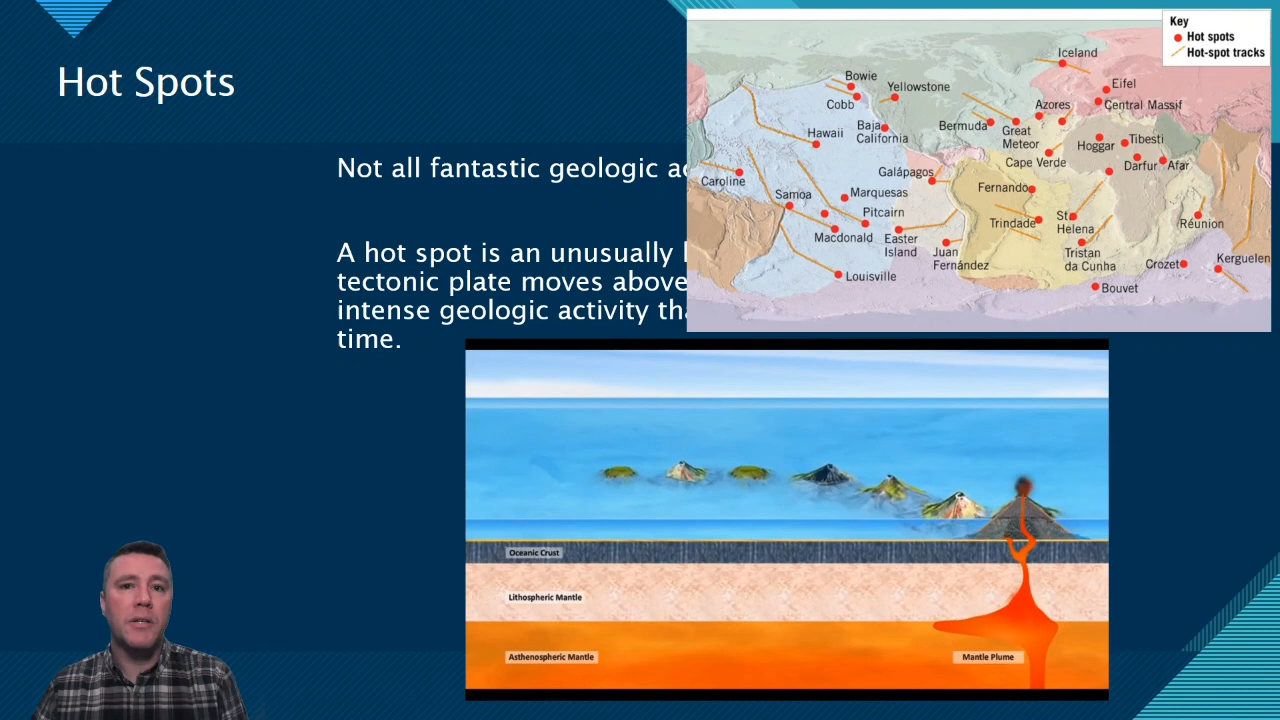 Hot Spots
Not all fantastic geologic
A hot spot is an unusually
tectonic plate moves above
intense geologic activity
time.
Key
Hot spots
Hot-spot tracks
Iceland
Bowie
Yellowstone
Eifel
Cobb
Azores
Central Massif
Hawaii
Baja
California
Bermuda
Great
Meteor
Hoggar
Tibesti
Cape Verde
Darfur
Afar
Caroline
Galápagos
Samoa
Marquesas
Fernando
Pitcairn
Trindade
St.
Helena
Réunion
Macdonald
Easter
Island
Juan
Fernández
Tristan
da Cunha
Crozet
Kerguelen
Louisville
Bouvet
Oceanic Crust
Lithospheric Mantle
Asthenospheric Mantle
Mantle Plume